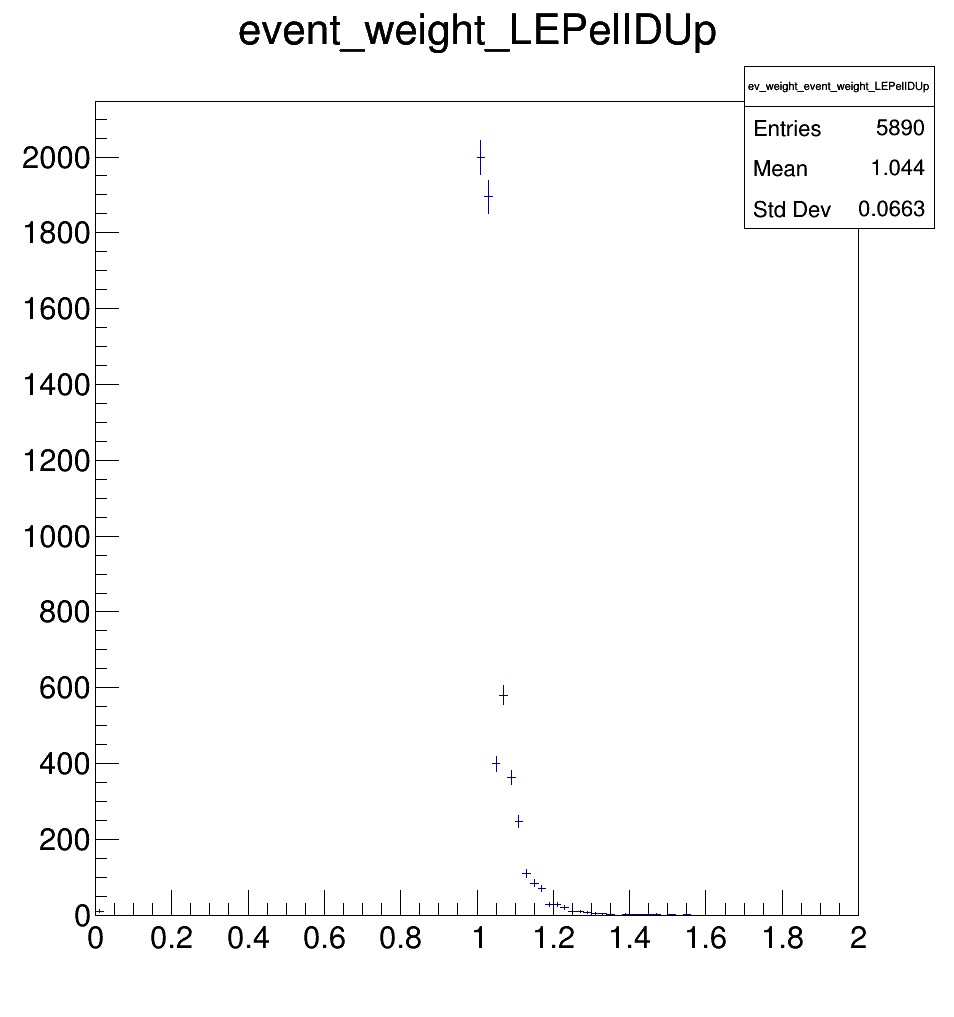 event_weight_LEPelIDUp
ev_weight_event_weight_LEPelIDUp
Entries 5890
Mean 1.044
Std Dev 0.0663
2000
1800
1600
1400
1200
1000
800
600
400
200
0
0 0.2 0.4 0.6 0.8 1 1.2 1.4 1.6 1.8 2